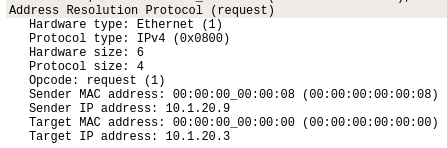 Address Resolution Protocol (request)
Hardware type: Ethernet (1)
Protocol type: IPv4 (0x0800)
Hardware size: 6
Protocol size: 4
Opcode: request (1)
Sender MAC address: 00:00:00_00:00:08 (00:00:00:00:00:08)
Sender IP address: 10.1.20.9
Target MAC address: 00:00:00_00:00:00 (00:00:00:00:00:00)
Target IP address: 10.1.20.3